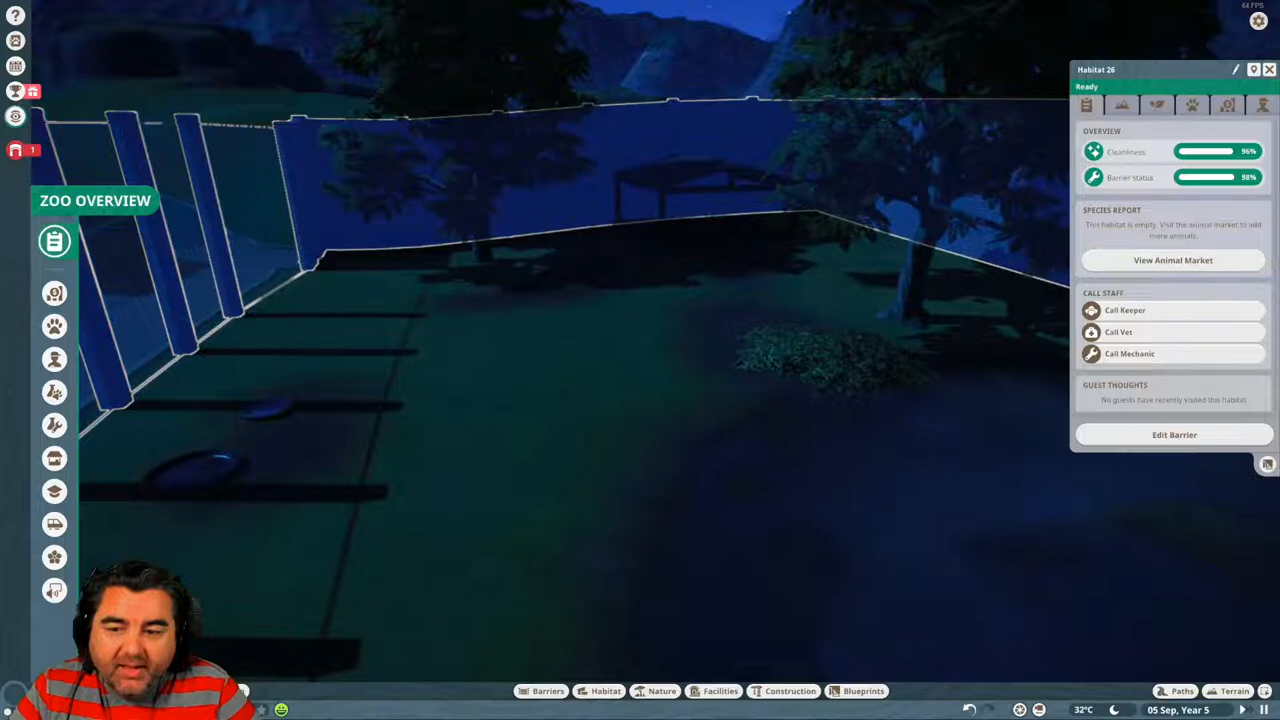 64 FPS
?
1
ZOO OVERVIEW
Habitat 26
Ready
OVERVIEW
Cleanliness 96%
Barrier status 98%
SPECIES REPORT
This habitat is empty. Visit the animal market to add
more animals.
View Animal Market
CALL STAFF
Call Keeper
Call Vet
Call Mechanic
GUEST THOUGHTS
No guests have recently visited this habitat.
Edit Barrier
Barriers Habitat Nature Facilities Construction Blueprints Paths Terrain
32°C 05 Sep, Year 5